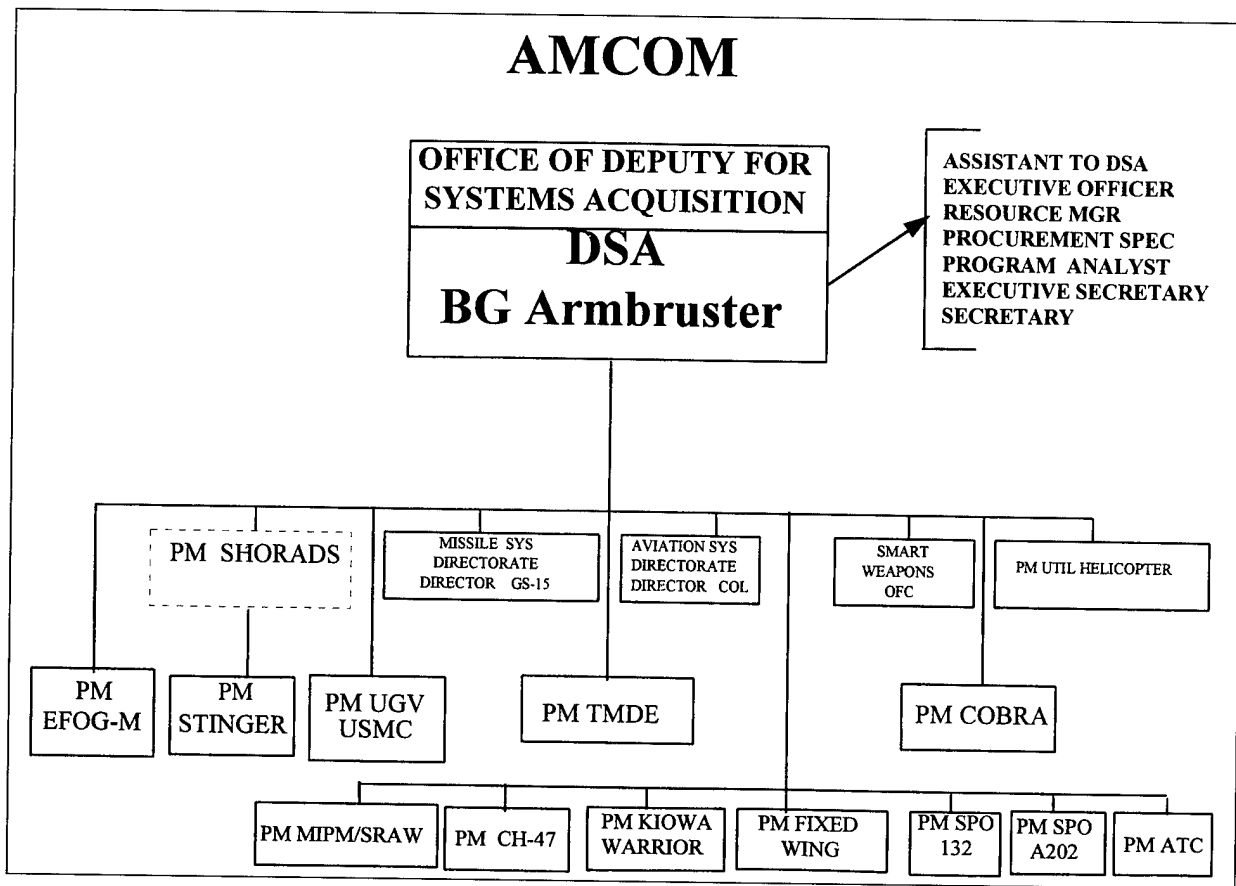 AMCOM
OFFICE OF DEPUTY FOR
SYSTEMS ACQUISITION
DSA
BG Armbruster
ASSISTANT TO DSA
EXECUTIVE OFFICER
RESOURCE MGR
PROCUREMENT SPEC
PROGRAM ANALYST
EXECUTIVE SECRETARY
SECRETARY
PM SHORADS
MISSILE SYS
DIRECTORATE
DIRECTOR GS-15
AVIATION SYS
DIRECTORATE
DIRECTOR COL
SMART
WEAPONS
OFC
PM UTIL HELICOPTER
PM
EFOG-M
PM
STINGER
PM UGV
USMC
PM TMDE
PM COBRA
PM MIPM/SRAW
PM CH-47
PM KIOWA
WARRIOR
PM FIXED
WING
PM SPO
132
PM SPO
A202
PM ATC